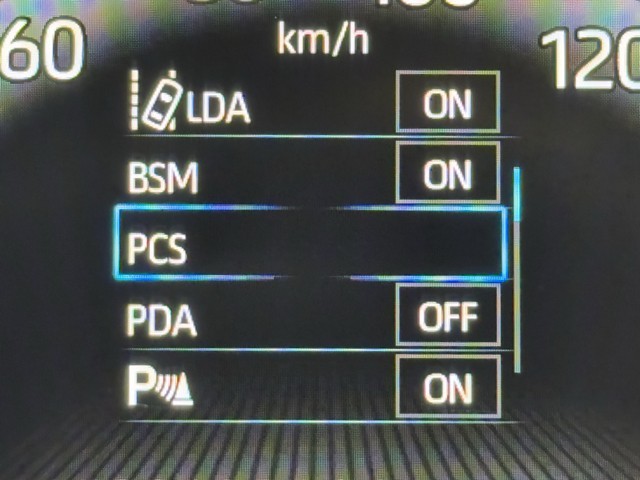 km/h
60
120
LDA ON
BSM ON
PCS
PDA OFF
P ON